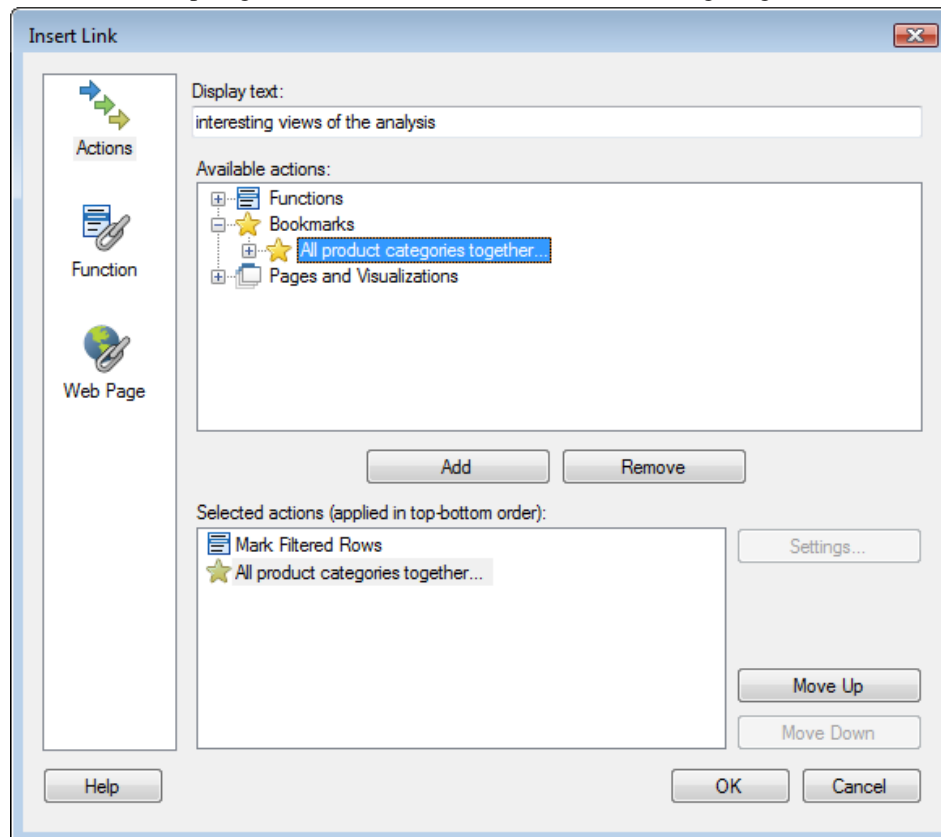 Insert Link
Actions
Function
Web Page
Display text:
interesting views of the analysis
Available actions:
Functions
Bookmarks
All product categories together...
Pages and Visualizations
Add
Remove
Selected actions (applied in top-bottom order):
Mark Filtered Rows
All product categories together...
Settings...
Move Up
Move Down
Help
OK
Cancel